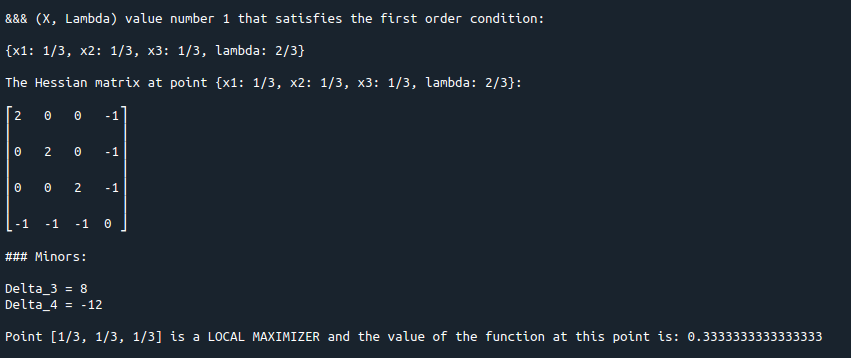 &&& (X, Lambda) value number 1 that satisfies the first order condition:
{x1: 1/3, x2: 1/3, x3: 1/3, lambda: 2/3}
The Hessian matrix at point {x1: 1/3, x2: 1/3, x3: 1/3, lambda: 2/3}:
⎡2 0 0 -1⎤
⎢0 2 0 -1⎥
⎢0 0 2 -1⎥
⎣-1 -1 -1 0⎦
### Minors:
Delta_3 = 8
Delta_4 = -12
Point [1/3, 1/3, 1/3] is a LOCAL MAXIMIZER and the value of the function at this point is: 0.3333333333333333